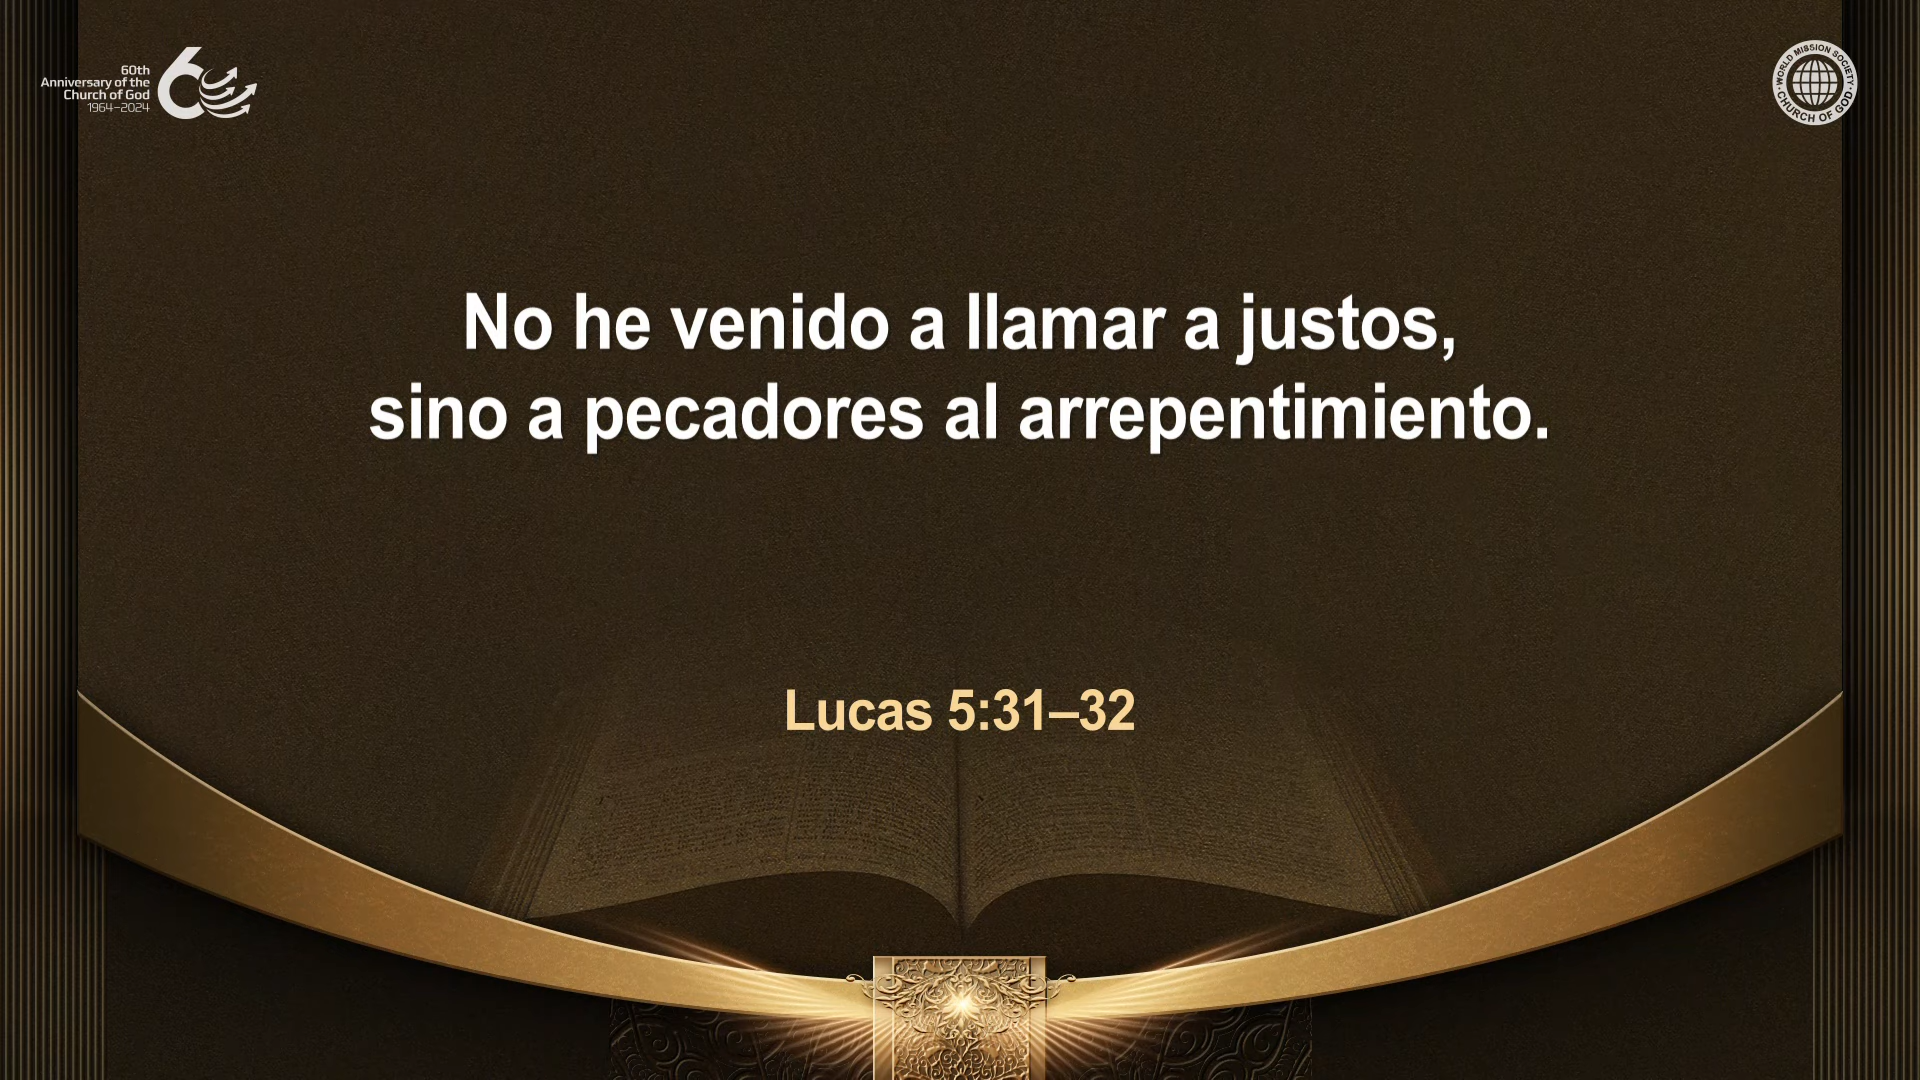 60th
Anniversary of the
Church of God
1964–2024
60
WORLD MISSION SOCIETY
CHURCH OF GOD
No he venido a llamar a justos,
sino a pecadores al arrepentimiento.
Lucas 5:31–32